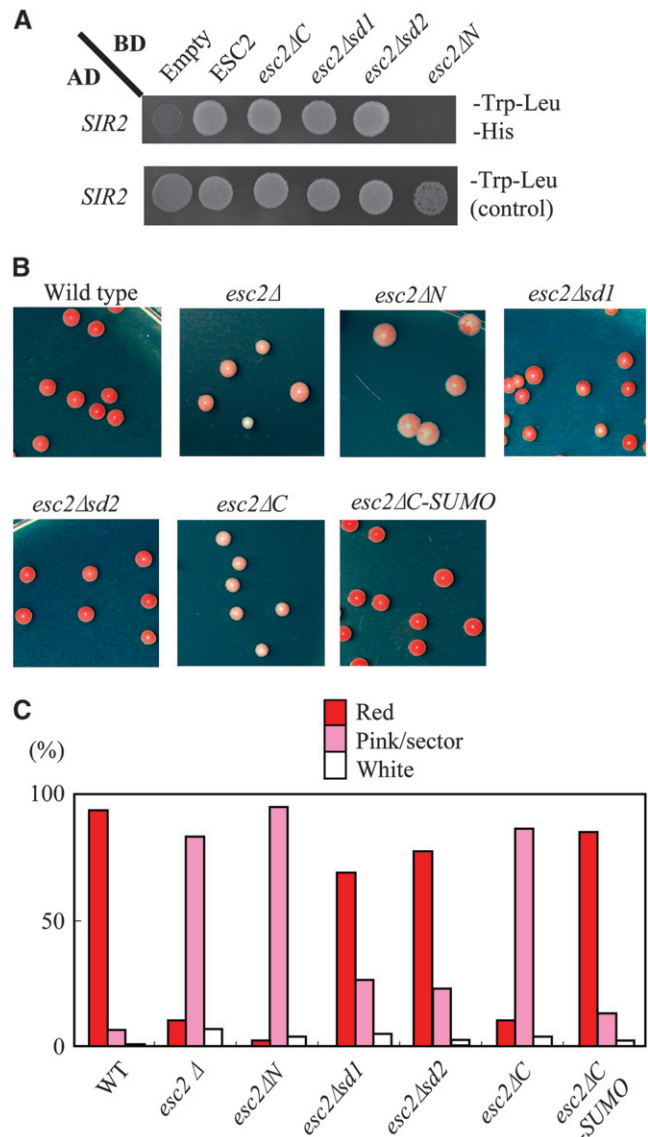 A
BD
AD
Empty
ESC2
esc2ΔC
esc2Δsd1
esc2Δsd2
esc2ΔN
SIR2
-Trp-Leu
-His
SIR2
-Trp-Leu
(control)
B
Wild type
esc2Δ
esc2ΔN
esc2Δsd1
esc2Δsd2
esc2ΔC
esc2ΔC-SUMO
C
Red
Pink/sector
White
(%)
100
50
0
WT
esc2 Δ
esc2ΔN
esc2Δsd1
esc2Δsd2
esc2ΔC
esc2ΔC
-SUMO